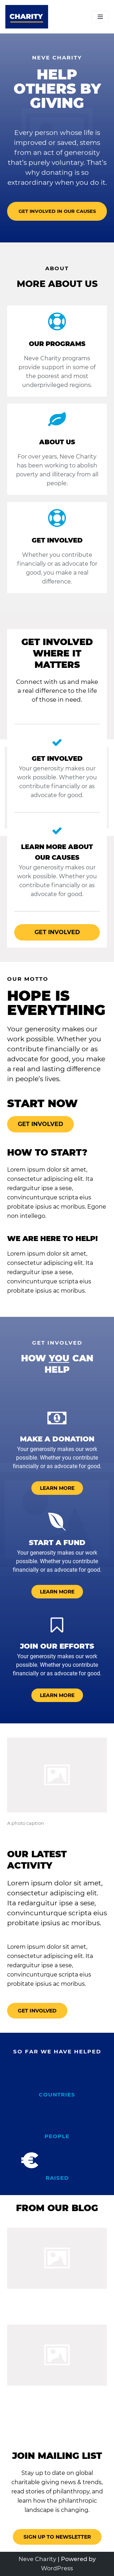 CHARITY
NEVE CHARITY
HELP
OTHERS BY
GIVING
Every person whose life is
improved or saved, stems
from an act of generosity
that's purely voluntary. That's
why donating is so
extraordinary when you do it.
GET INVOLVED IN OUR CAUSES
ABOUT
MORE ABOUT US
OUR PROGRAMS
Neve Charity programs
provide support in some of
the poorest and most
underprivileged regions.
ABOUT US
For over years, Neve Charity
has been working to abolish
poverty and illiteracy from all
people.
GET INVOLVED
Whether you contribute
financially or as advocate for
good, you make a real
difference.
GET INVOLVED
WHERE IT
MATTERS
Connect with us and make
a real difference to the life
of those in need.
GET INVOLVED
Your generosity makes our
work possible. Whether you
contribute financially or as
advocate for good.
LEARN MORE ABOUT
OUR CAUSES
Your generosity makes our
work possible. Whether you
contribute financially or as
advocate for good.
GET INVOLVED
OUR MOTTO
HOPE IS
EVERYTHING
Your generosity makes our
work possible. Whether you
contribute financially or as
advocate for good, you make
a real and lasting difference
in people's lives.
START NOW
GET INVOLVED
HOW TO START?
Lorem ipsum dolor sit amet,
consectetur adipiscing elit. Ita
redarguitur ipse a sese,
convincunturque scripta eius
probitate ipsius ac moribus. Egone
non intellego.
WE ARE HERE TO HELP!
Lorem ipsum dolor sit amet,
consectetur adipiscing elit. Ita
redarguitur ipse a sese,
convincunturque scripta eius
probitate ipsius ac moribus.
GET INVOLVED
HOW YOU CAN
HELP
MAKE A DONATION
Your generosity makes our work
possible. Whether you contribute
financially or as advocate for good.
LEARN MORE
START A FUND
Your generosity makes our work
possible. Whether you contribute
financially or as advocate for good.
LEARN MORE
JOIN OUR EFFORTS
Your generosity makes our work
possible. Whether you contribute
financially or as advocate for good.
LEARN MORE
A photo caption
OUR LATEST
ACTIVITY
Lorem ipsum dolor sit amet,
consectetur adipiscing elit.
Ita redarguitur ipse a sese,
convincunturque scripta eius
probitate ipsius ac moribus.
Lorem ipsum dolor sit amet,
consectetur adipiscing elit. Ita
redarguitur ipse a sese,
convincunturque scripta eius
probitate ipsius ac moribus.
GET INVOLVED
SO FAR WE HAVE HELPED
COUNTRIES
PEOPLE
€
RAISED
FROM OUR BLOG
JOIN MAILING LIST
Stay up to date on global
charitable giving news & trends,
read stories of philanthropy, and
learn how the philanthropic
landscape is changing.
SIGN UP TO NEWSLETTER
Neve Charity | Powered by
WordPress